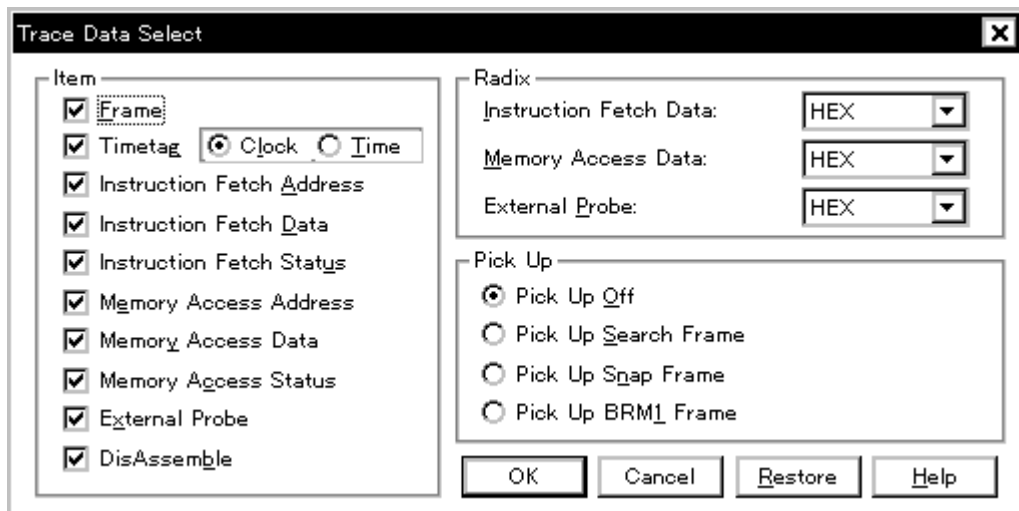 Trace Data Select
Item
Frame
Timetag Clock Time
Instruction Fetch Address
Instruction Fetch Data
Instruction Fetch Status
Memory Access Address
Memory Access Data
Memory Access Status
External Probe
DisAssemble
Radix
Instruction Fetch Data: HEX
Memory Access Data: HEX
External Probe: HEX
Pick Up
Pick Up Off
Pick Up Search Frame
Pick Up Snap Frame
Pick Up BRM1 Frame
OK Cancel Restore Help